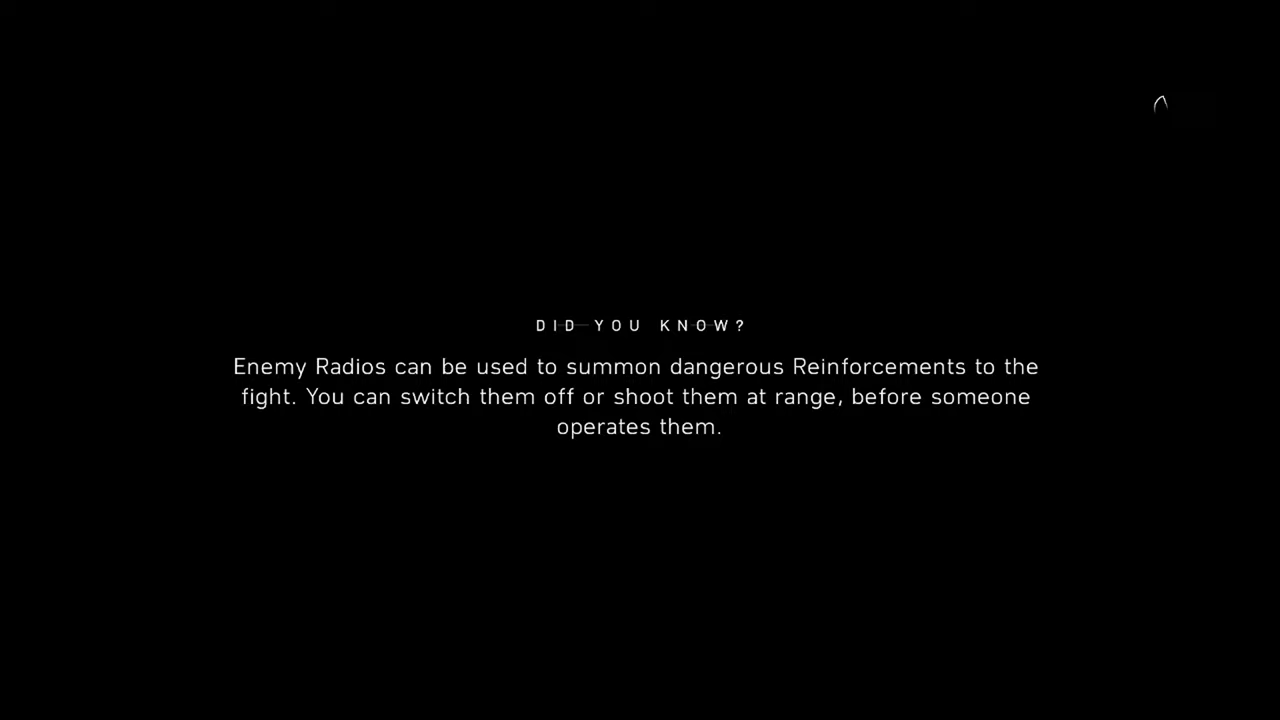 DID YOU KNOW?
Enemy Radios can be used to summon dangerous Reinforcements to the
fight. You can switch them off or shoot them at range, before someone
operates them.